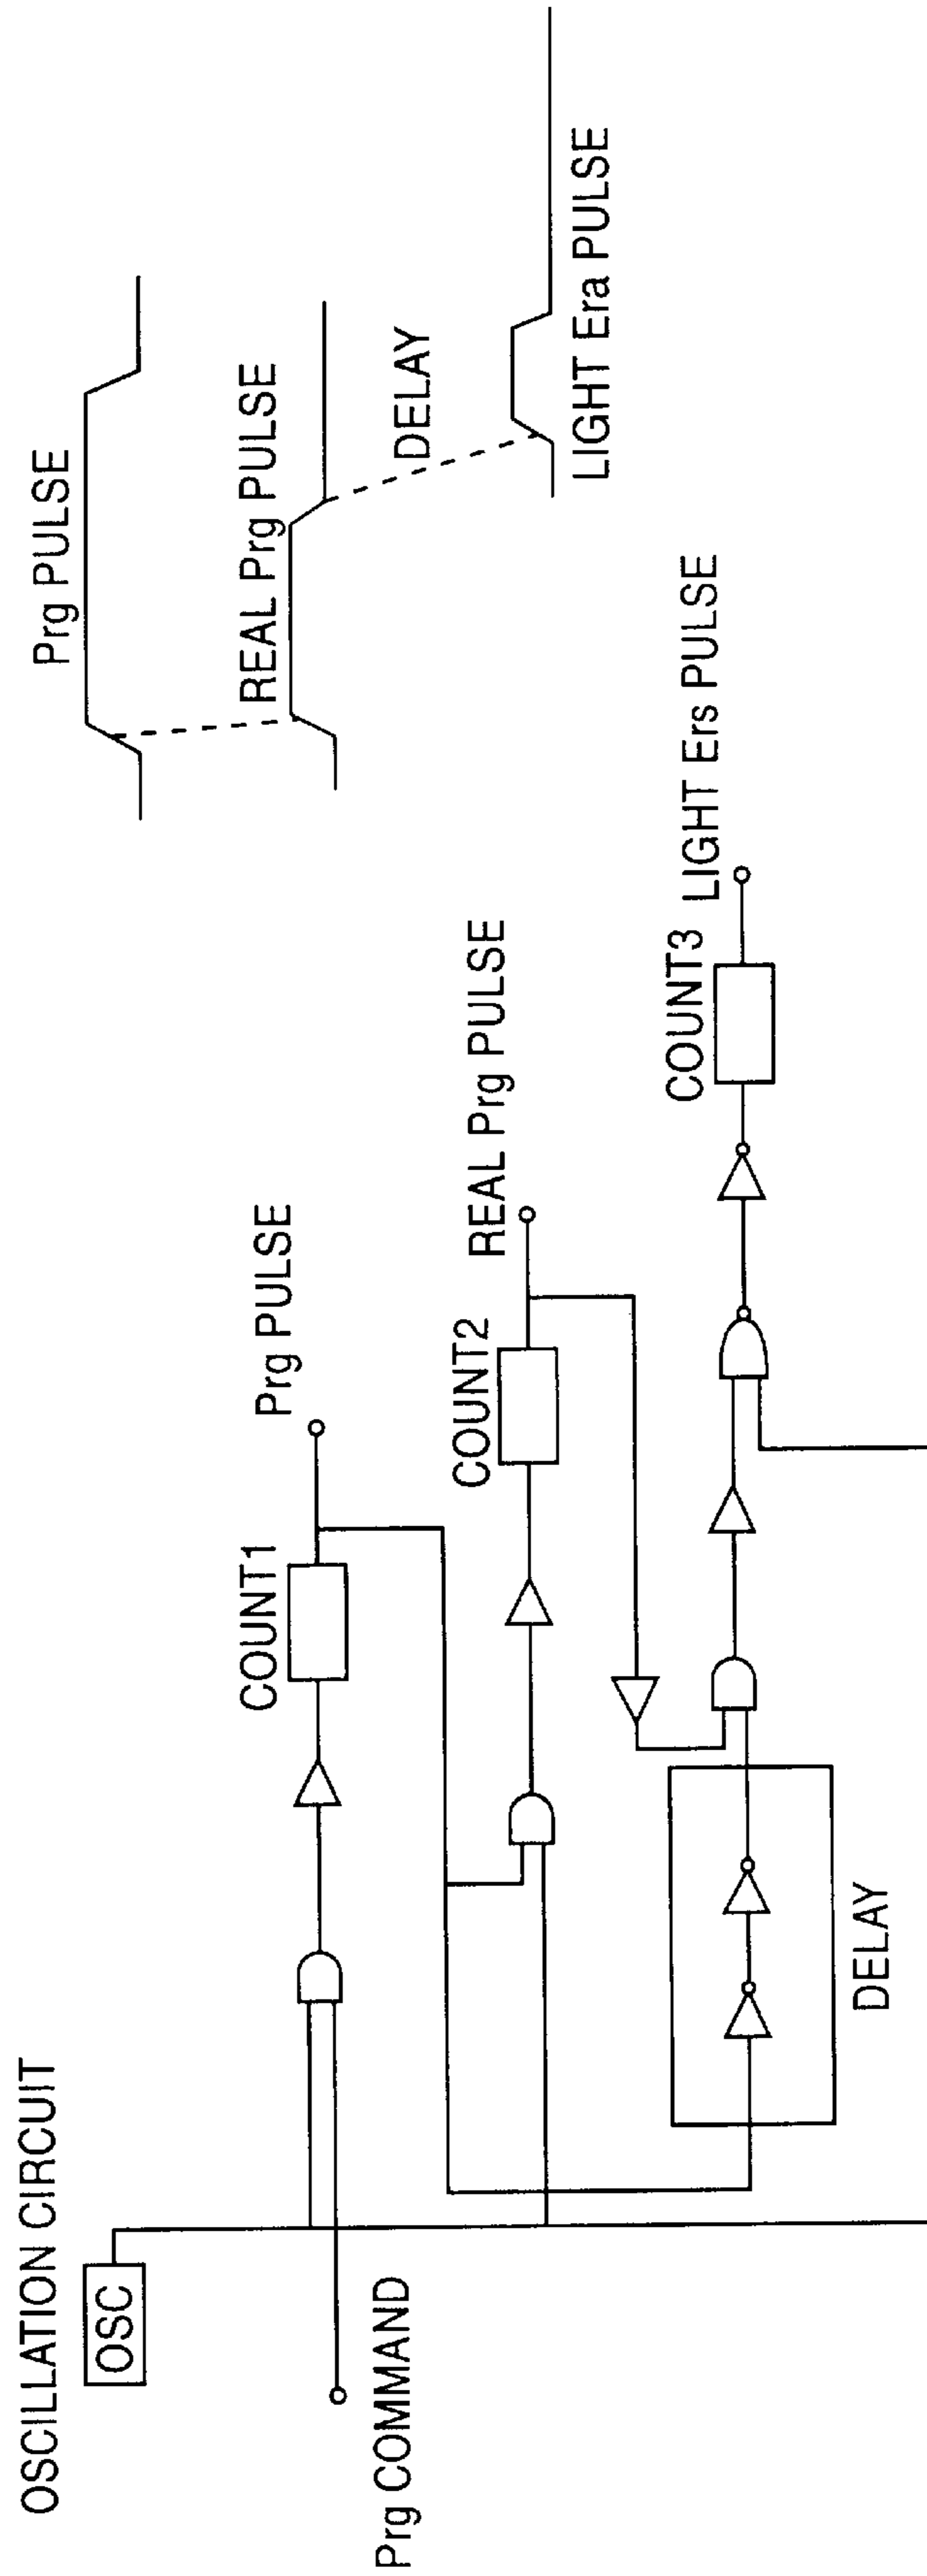 OSCILLATION CIRCUIT
OSC
Prg COMMAND
COUNT1
Prg PULSE
COUNT2
REAL Prg PULSE
DELAY
COUNT3
LIGHT Ers PULSE
Prg PULSE
REAL Prg PULSE
DELAY
LIGHT Era PULSE